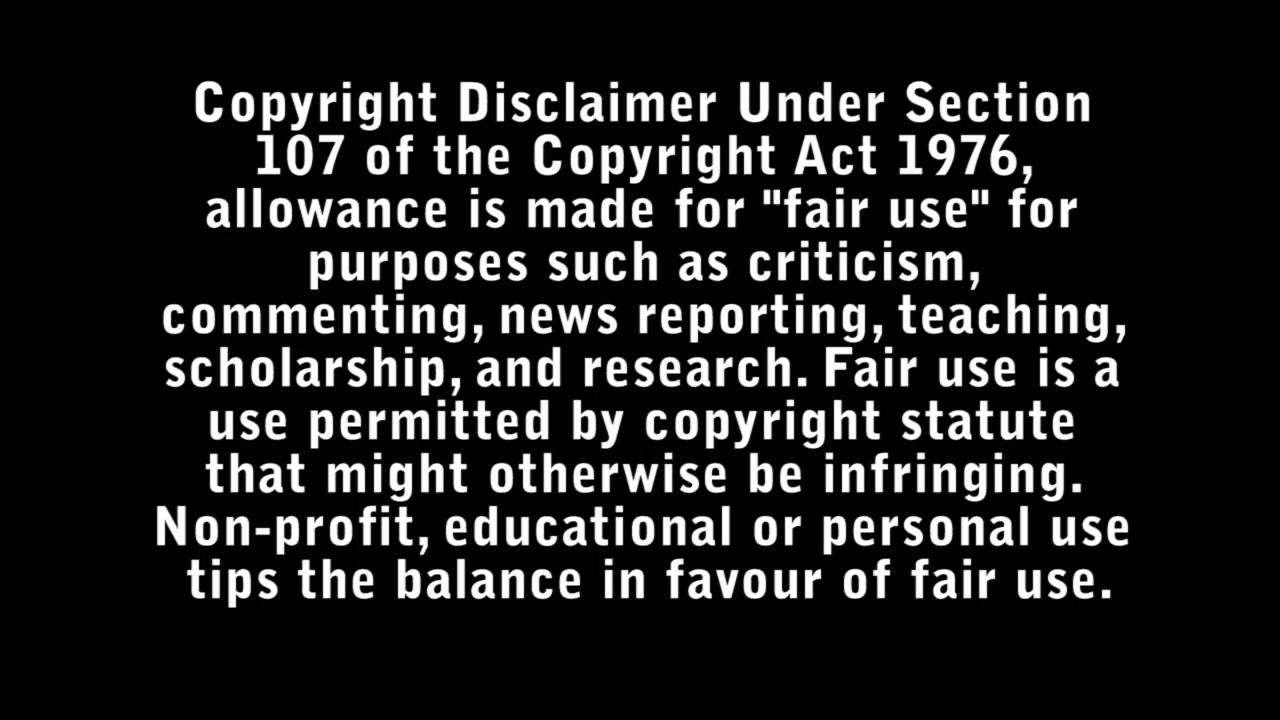 Copyright Disclaimer Under Section
107 of the Copyright Act 1976,
allowance is made for "fair use" for
purposes such as criticism,
commenting, news reporting, teaching,
scholarship, and research. Fair use is a
use permitted by copyright statute
that might otherwise be infringing.
Non-profit, educational or personal use
tips the balance in favour of fair use.